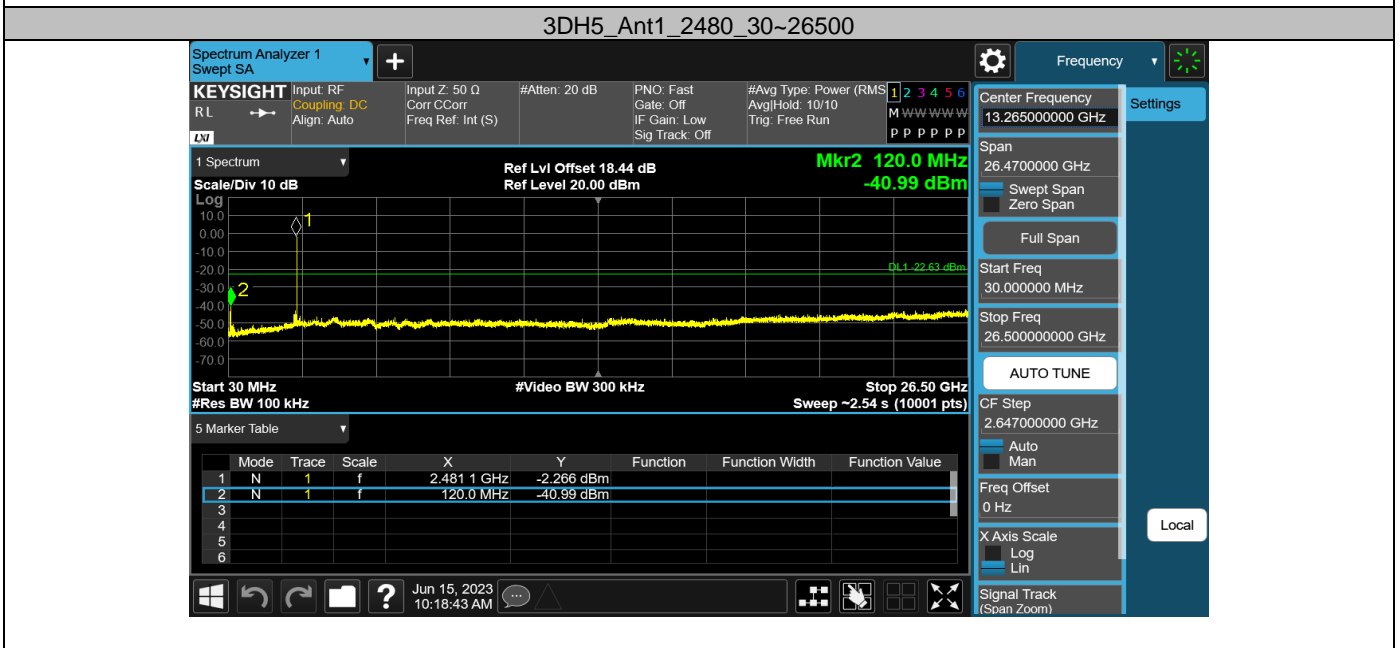 3DH5_Ant1_2480_30~26500
Spectrum Analyzer 1
Swept SA
+
Frequency
KEYSIGHT
R L
LXI
Input: RF
Coupling: DC
Align: Auto
Input Z: 50 Ω
Corr CCorr
Freq Ref: Int (S)
#Atten: 20 dB
PNO: Fast
Gate: Off
IF Gain: Low
Sig Track: Off
#Avg Type: Power (RMS
Avg|Hold: 10/10
Trig: Free Run
1 2 3 4 5 6
M W W W W W
P P P P P P
Center Frequency
13.265000000 GHz
Settings
Span
26.4700000 GHz
Swept Span
Zero Span
Full Span
Start Freq
30.000000 MHz
Stop Freq
26.500000000 GHz
AUTO TUNE
CF Step
2.647000000 GHz
Auto
Man
Freq Offset
0 Hz
X Axis Scale
Log
Lin
Signal Track
(Span Zoom)
Local
1 Spectrum
Ref Lvl Offset 18.44 dB
Mkr2 120.0 MHz
Scale/Div 10 dB
Ref Level 20.00 dBm
-40.99 dBm
Log
10.0
0.00
-10.0
-20.0
-30.0
-40.0
-50.0
-60.0
-70.0
1
2
DL1 -22.63 dBm
Start 30 MHz
#Video BW 300 kHz
Stop 26.50 GHz
#Res BW 100 kHz
Sweep ~2.54 s (10001 pts)
5 Marker Table
Mode Trace Scale X Y Function Function Width Function Value
1 N 1 f 2.481 1 GHz -2.266 dBm
2 N 1 f 120.0 MHz -40.99 dBm
3
4
5
6
?
Jun 15, 2023
10:18:43 AM